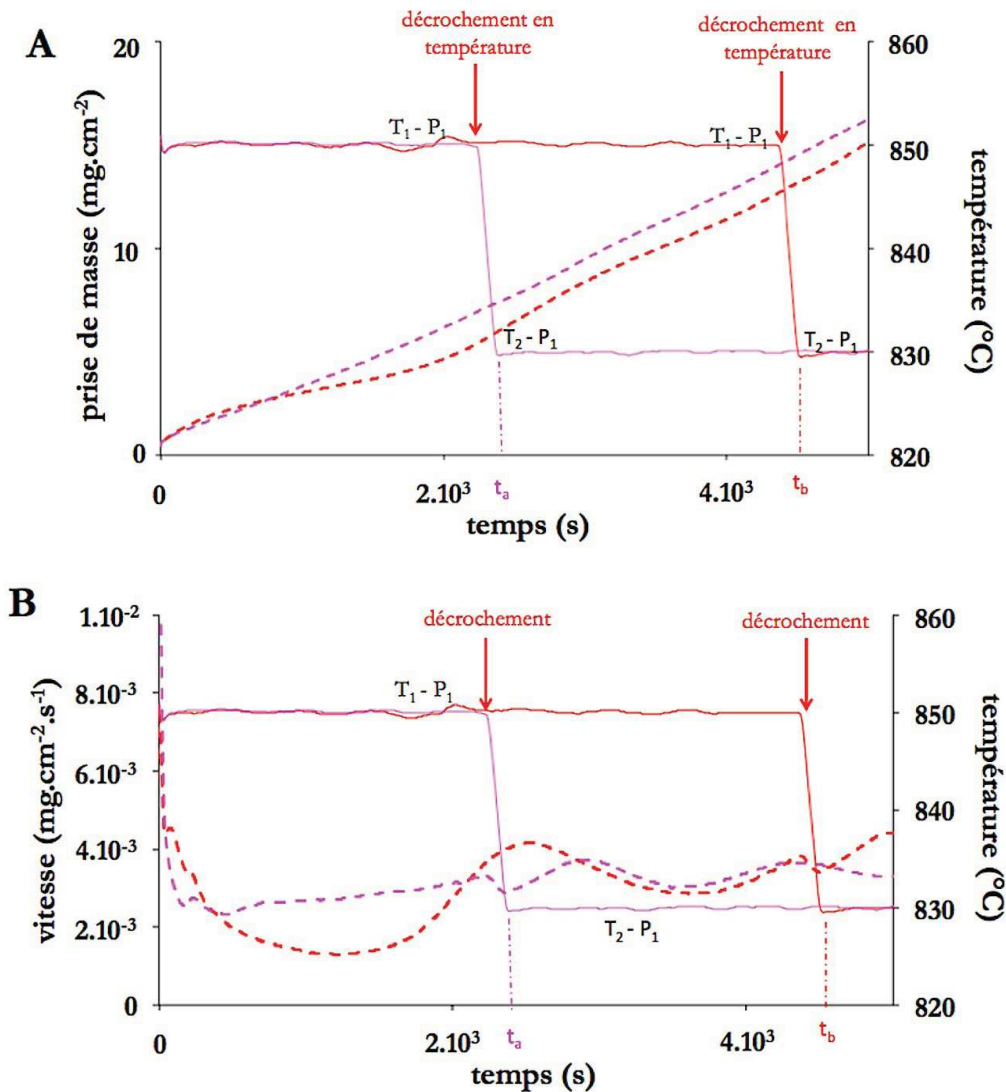 A
décrochement en
température
décrochement en
température
20
10
0
prise de masse (mg.cm-2)
860
850
840
830
820
température (°C)
T1 - P1
T1 - P1
T2 - P1
T2 - P1
0
2.10³
4.10³
ta
tb
temps (s)
B
décrochement
décrochement
1.10-2
8.10-3
6.10-3
4.10-3
2.10-3
0
vitesse (mg.cm-2.s-1)
860
850
840
830
820
température (°C)
T1 - P1
T2 - P1
0
2.10³
4.10³
ta
tb
temps (s)